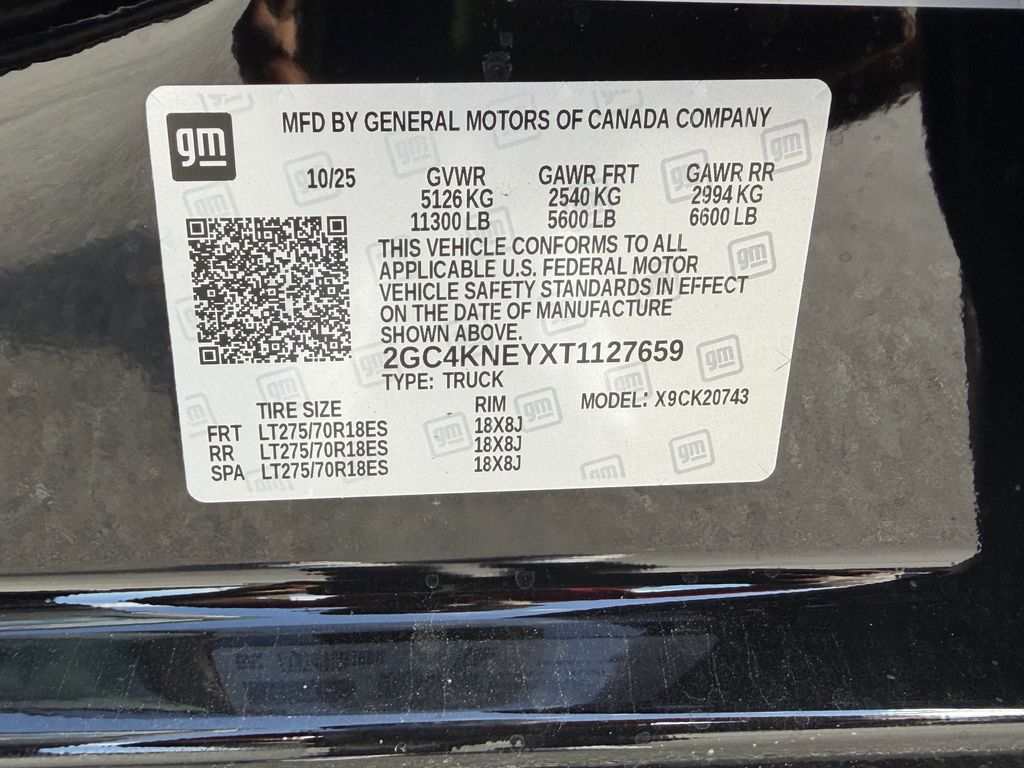 gm
MFD BY GENERAL MOTORS OF CANADA COMPANY
10/25 GVWR GAWR FRT GAWR RR
5126 KG 2540 KG 2994 KG
11300 LB 5600 LB 6600 LB
THIS VEHICLE CONFORMS TO ALL
APPLICABLE U.S. FEDERAL MOTOR
VEHICLE SAFETY STANDARDS IN EFFECT
ON THE DATE OF MANUFACTURE
SHOWN ABOVE.
2GC4KNEYXT1127659
TYPE: TRUCK
TIRE SIZE RIM MODEL: X9CK20743
FRT LT275/70R18ES 18X8J
RR LT275/70R18ES 18X8J
SPA LT275/70R18ES 18X8J